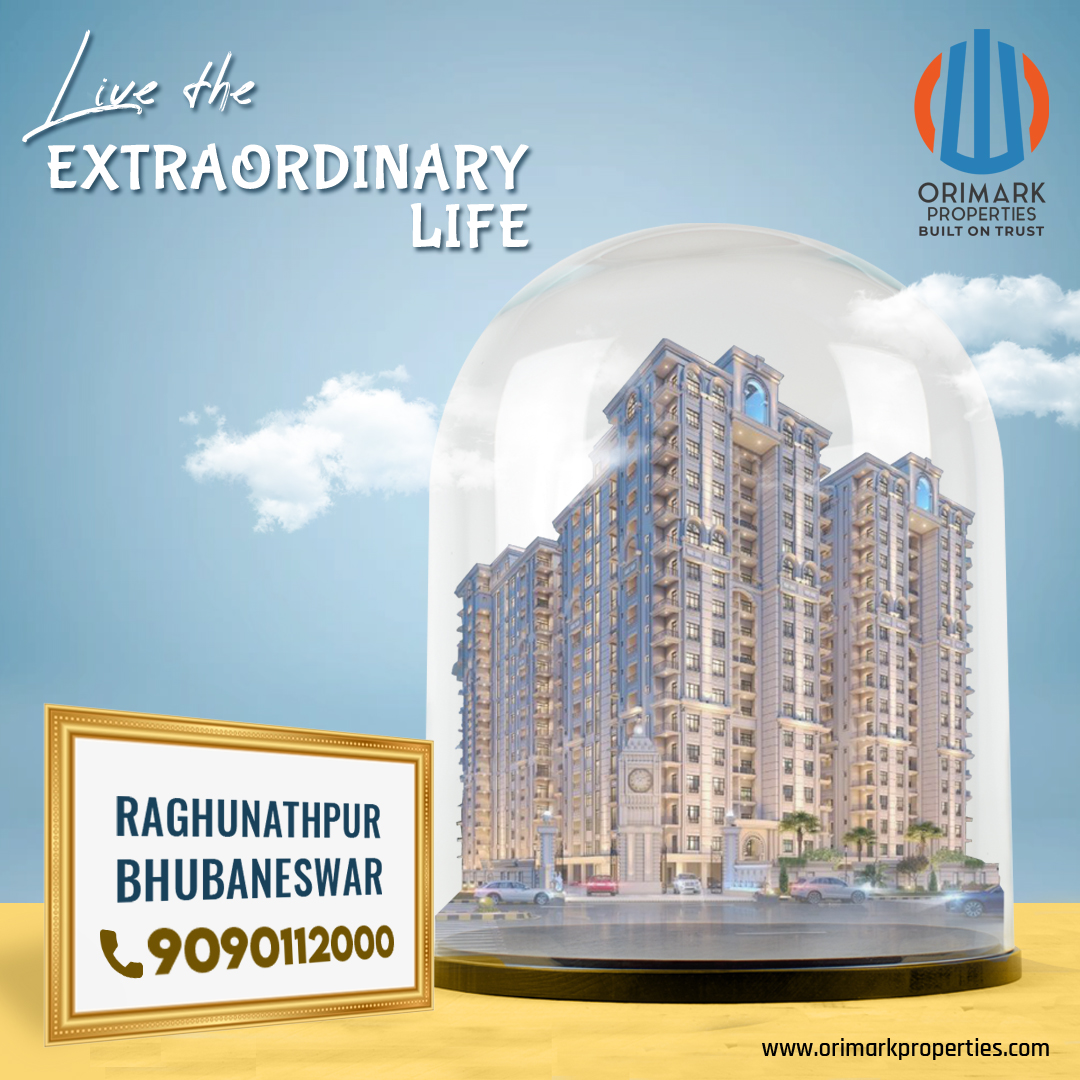 Live the
EXTRAORDINARY
LIFE
ORIMARK
PROPERTIES
BUILT ON TRUST
RAGHUNATHPUR
BHUBANESWAR
9090112000
www.orimarkproperties.com